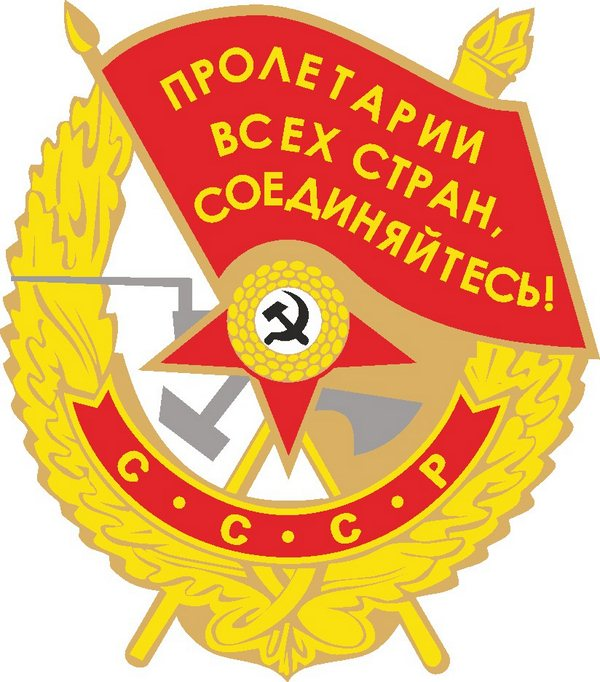 ПРОЛЕТАРИИ
ВСЕХ СТРАН,
СОЕДИНЯЙТЕСЬ!
С · С · С · Р